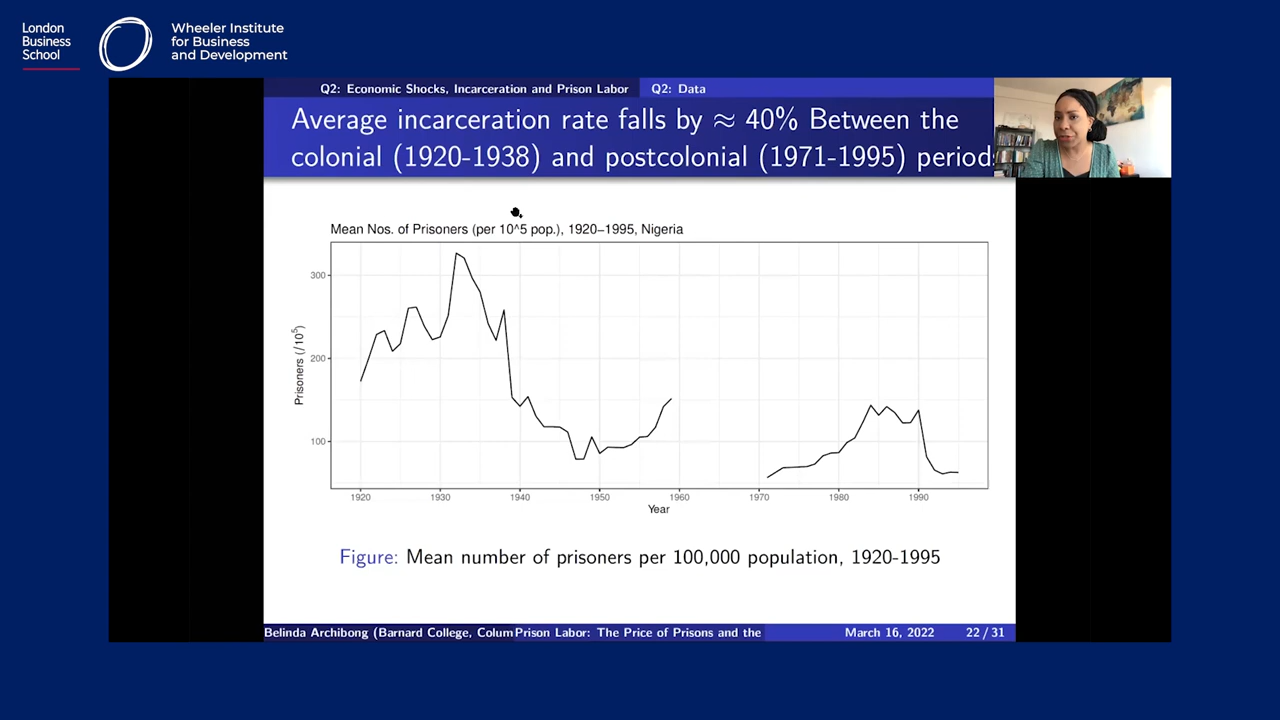 London
Business
School
Wheeler Institute
for Business
and Development
Q2: Economic Shocks, Incarceration and Prison Labor
Q2: Data
Average incarceration rate falls by ≈ 40% Between the
colonial (1920-1938) and postcolonial (1971-1995) period
Mean Nos. of Prisoners (per 10^5 pop.), 1920−1995, Nigeria
Prisoners (/10⁵)
300
200
100
1920
1930
1940
1950
1960
1970
1980
1990
Year
Figure: Mean number of prisoners per 100,000 population, 1920-1995
Belinda Archibong (Barnard College, Colum
Prison Labor: The Price of Prisons and the
March 16, 2022
22 / 31